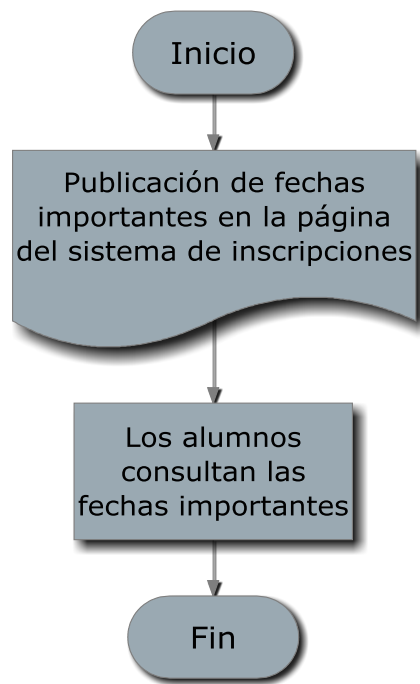 Inicio
Publicación de fechas
importantes en la página
del sistema de inscripciones
Los alumnos
consultan las
fechas importantes
Fin